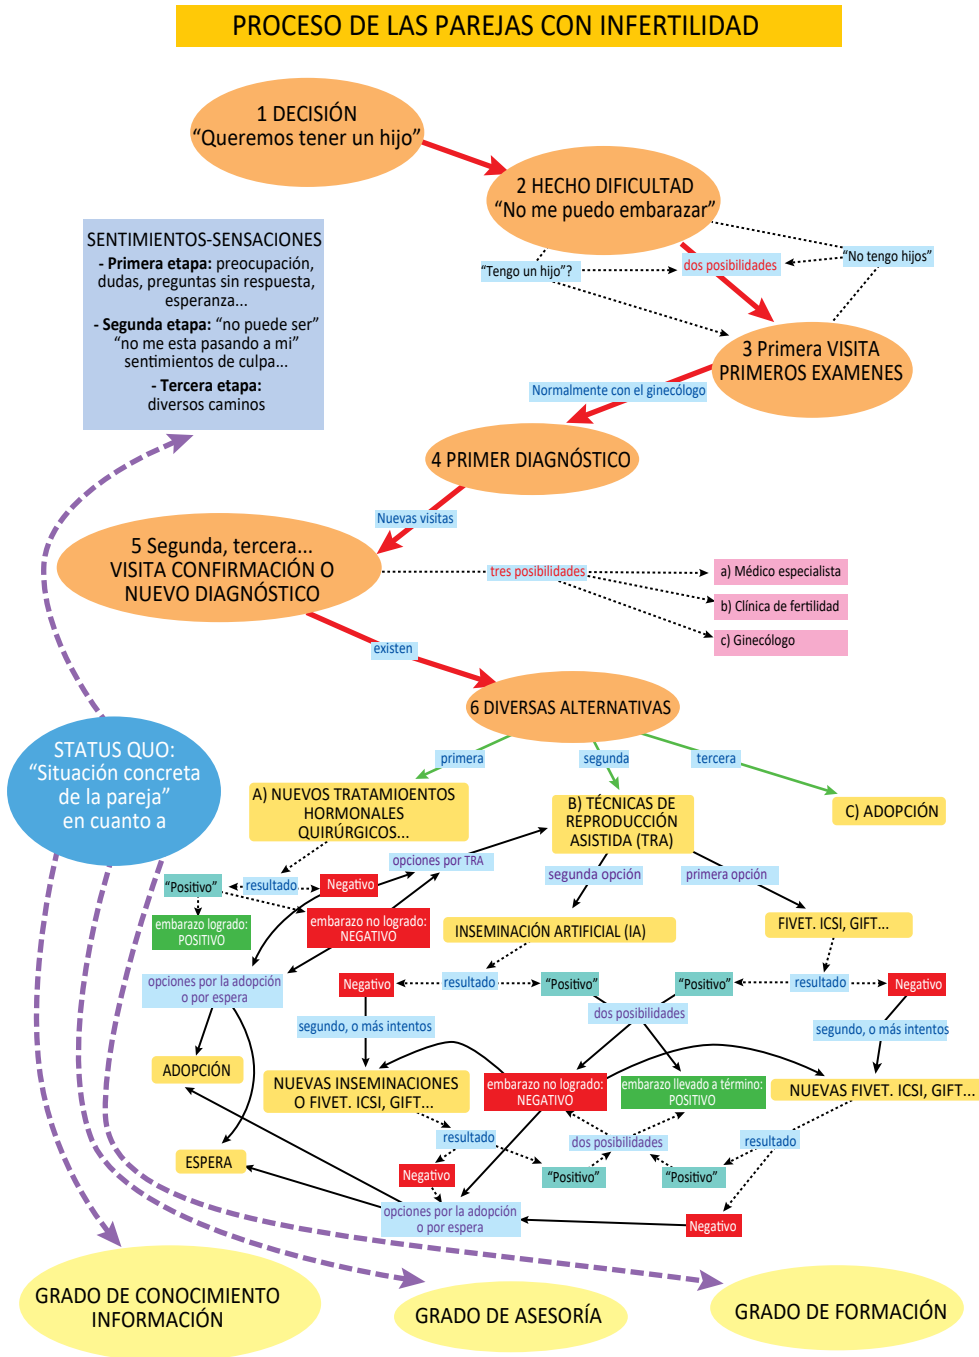 PROCESO DE LAS PAREJAS CON INFERTILIDAD
1 DECISIÓN
“Queremos tener un hijo”
2 HECHO DIFICULTAD
“No me puedo embarazar”
SENTIMIENTOS-SENSACIONES
- Primera etapa: preocupación,
dudas, preguntas sin respuesta,
esperanza...
- Segunda etapa: “no puede ser”
“no me esta pasando a mi”
sentimientos de culpa...
- Tercera etapa:
diversos caminos
“Tengo un hijo”?
dos posibilidades
“No tengo hijos”
3 Primera VISITA
PRIMEROS EXAMENES
Normalmente con el ginecólogo
4 PRIMER DIAGNÓSTICO
Nuevas visitas
5 Segunda, tercera...
VISITA CONFIRMACIÓN O
NUEVO DIAGNÓSTICO
tres posibilidades
a) Médico especialista
b) Clínica de fertilidad
c) Ginecólogo
existen
6 DIVERSAS ALTERNATIVAS
STATUS QUO:
“Situación concreta
de la pareja”
en cuanto a
primera
segunda
tercera
A) NUEVOS TRATAMIOENTOS
HORMONALES
QUIRÚRGICOS...
B) TÉCNICAS DE
REPRODUCCIÓN
ASISTIDA (TRA)
C) ADOPCIÓN
opciones por TRA
segunda opción
primera opción
“Positivo”
resultado
Negativo
embarazo logrado:
POSITIVO
embarazo no logrado:
NEGATIVO
INSEMINACIÓN ARTIFICIAL (IA)
FIVET. ICSI, GIFT...
opciones por la adopción
o por espera
Negativo
resultado
“Positivo”
“Positivo”
resultado
Negativo
segundo, o más intentos
dos posibilidades
segundo, o más intentos
ADOPCIÓN
NUEVAS INSEMINACIONES
O FIVET. ICSI, GIFT...
embarazo no logrado:
NEGATIVO
embarazo llevado a término:
POSITIVO
NUEVAS FIVET. ICSI, GIFT...
resultado
dos posibilidades
resultado
ESPERA
Negativo
“Positivo”
“Positivo”
opciones por la adopción
o por espera
Negativo
GRADO DE CONOCIMIENTO
INFORMACIÓN
GRADO DE ASESORÍA
GRADO DE FORMACIÓN